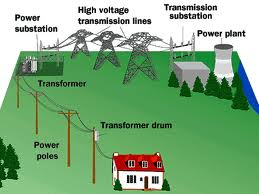 Power
substation
High voltage
transmission lines
Transmission
substation
Power plant
Transformer
Transformer drum
Power
poles